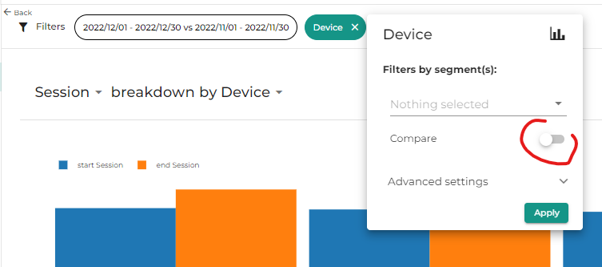 Back
Filters
2022/12/01 - 2022/12/30 vs 2022/11/01 - 2022/11/30
Device ✕
Device
Filters by segment(s):
Nothing selected
Compare
Advanced settings
Apply
Session breakdown by Device
start Session
end Session